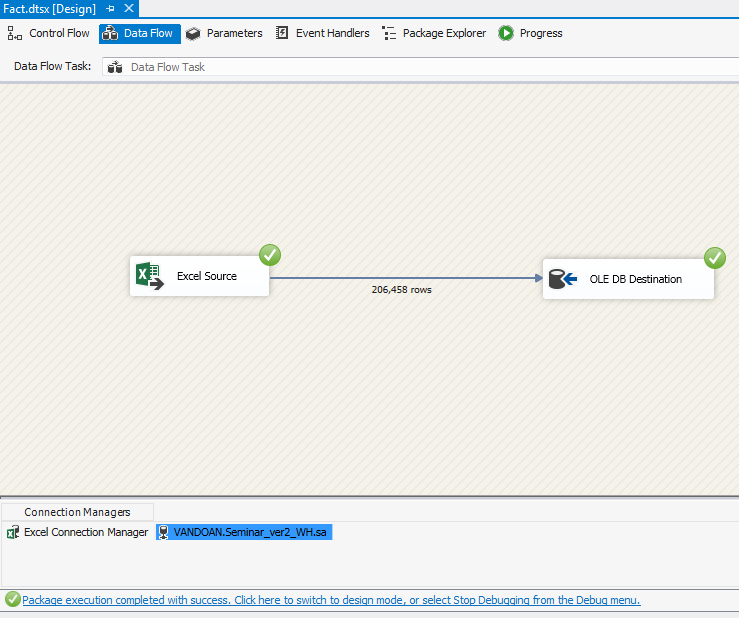 Fact.dtsx [Design]
Control Flow Data Flow Parameters Event Handlers Package Explorer Progress
Data Flow Task: Data Flow Task
Excel Source
206,458 rows
OLE DB Destination
Connection Managers
Excel Connection Manager VANDOAN.Seminar_ver2_WH.sa
Package execution completed with success. Click here to switch to design mode, or select Stop Debugging from the Debug menu.